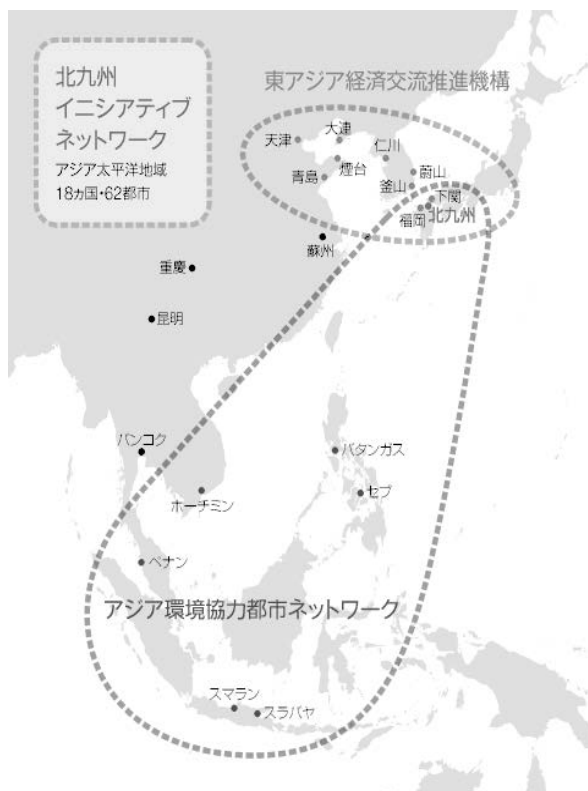 北九州
イニシアティブ
ネットワーク
アジア太平洋地域
18ヵ国・62都市
東アジア経済交流推進機構
天津
大連
仁川
煙台
蔚山
青島
釜山
下関
福岡
北九州
蘇州
重慶
昆明
バンコク
バタンガス
セブ
ホーチミン
ペナン
アジア環境協力都市ネットワーク
スマラン
スラバヤ